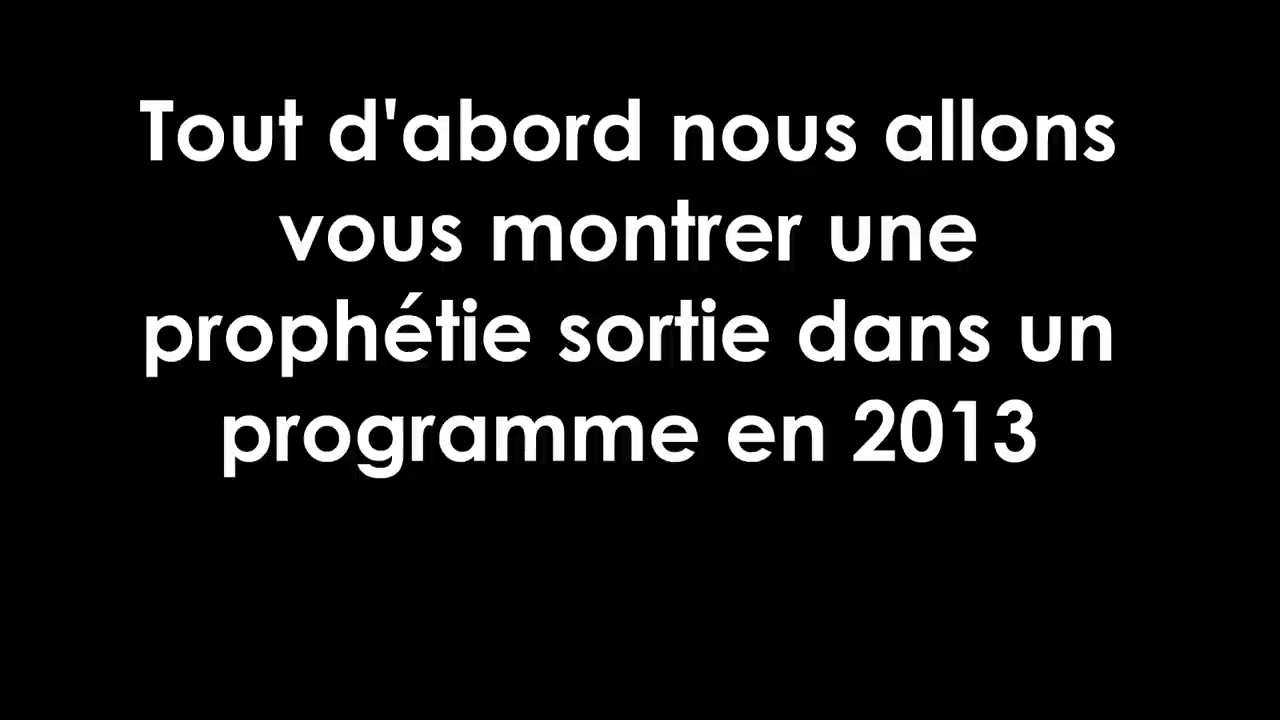 Tout d'abord nous allons
vous montrer une
prophétie sortie dans un
programme en 2013